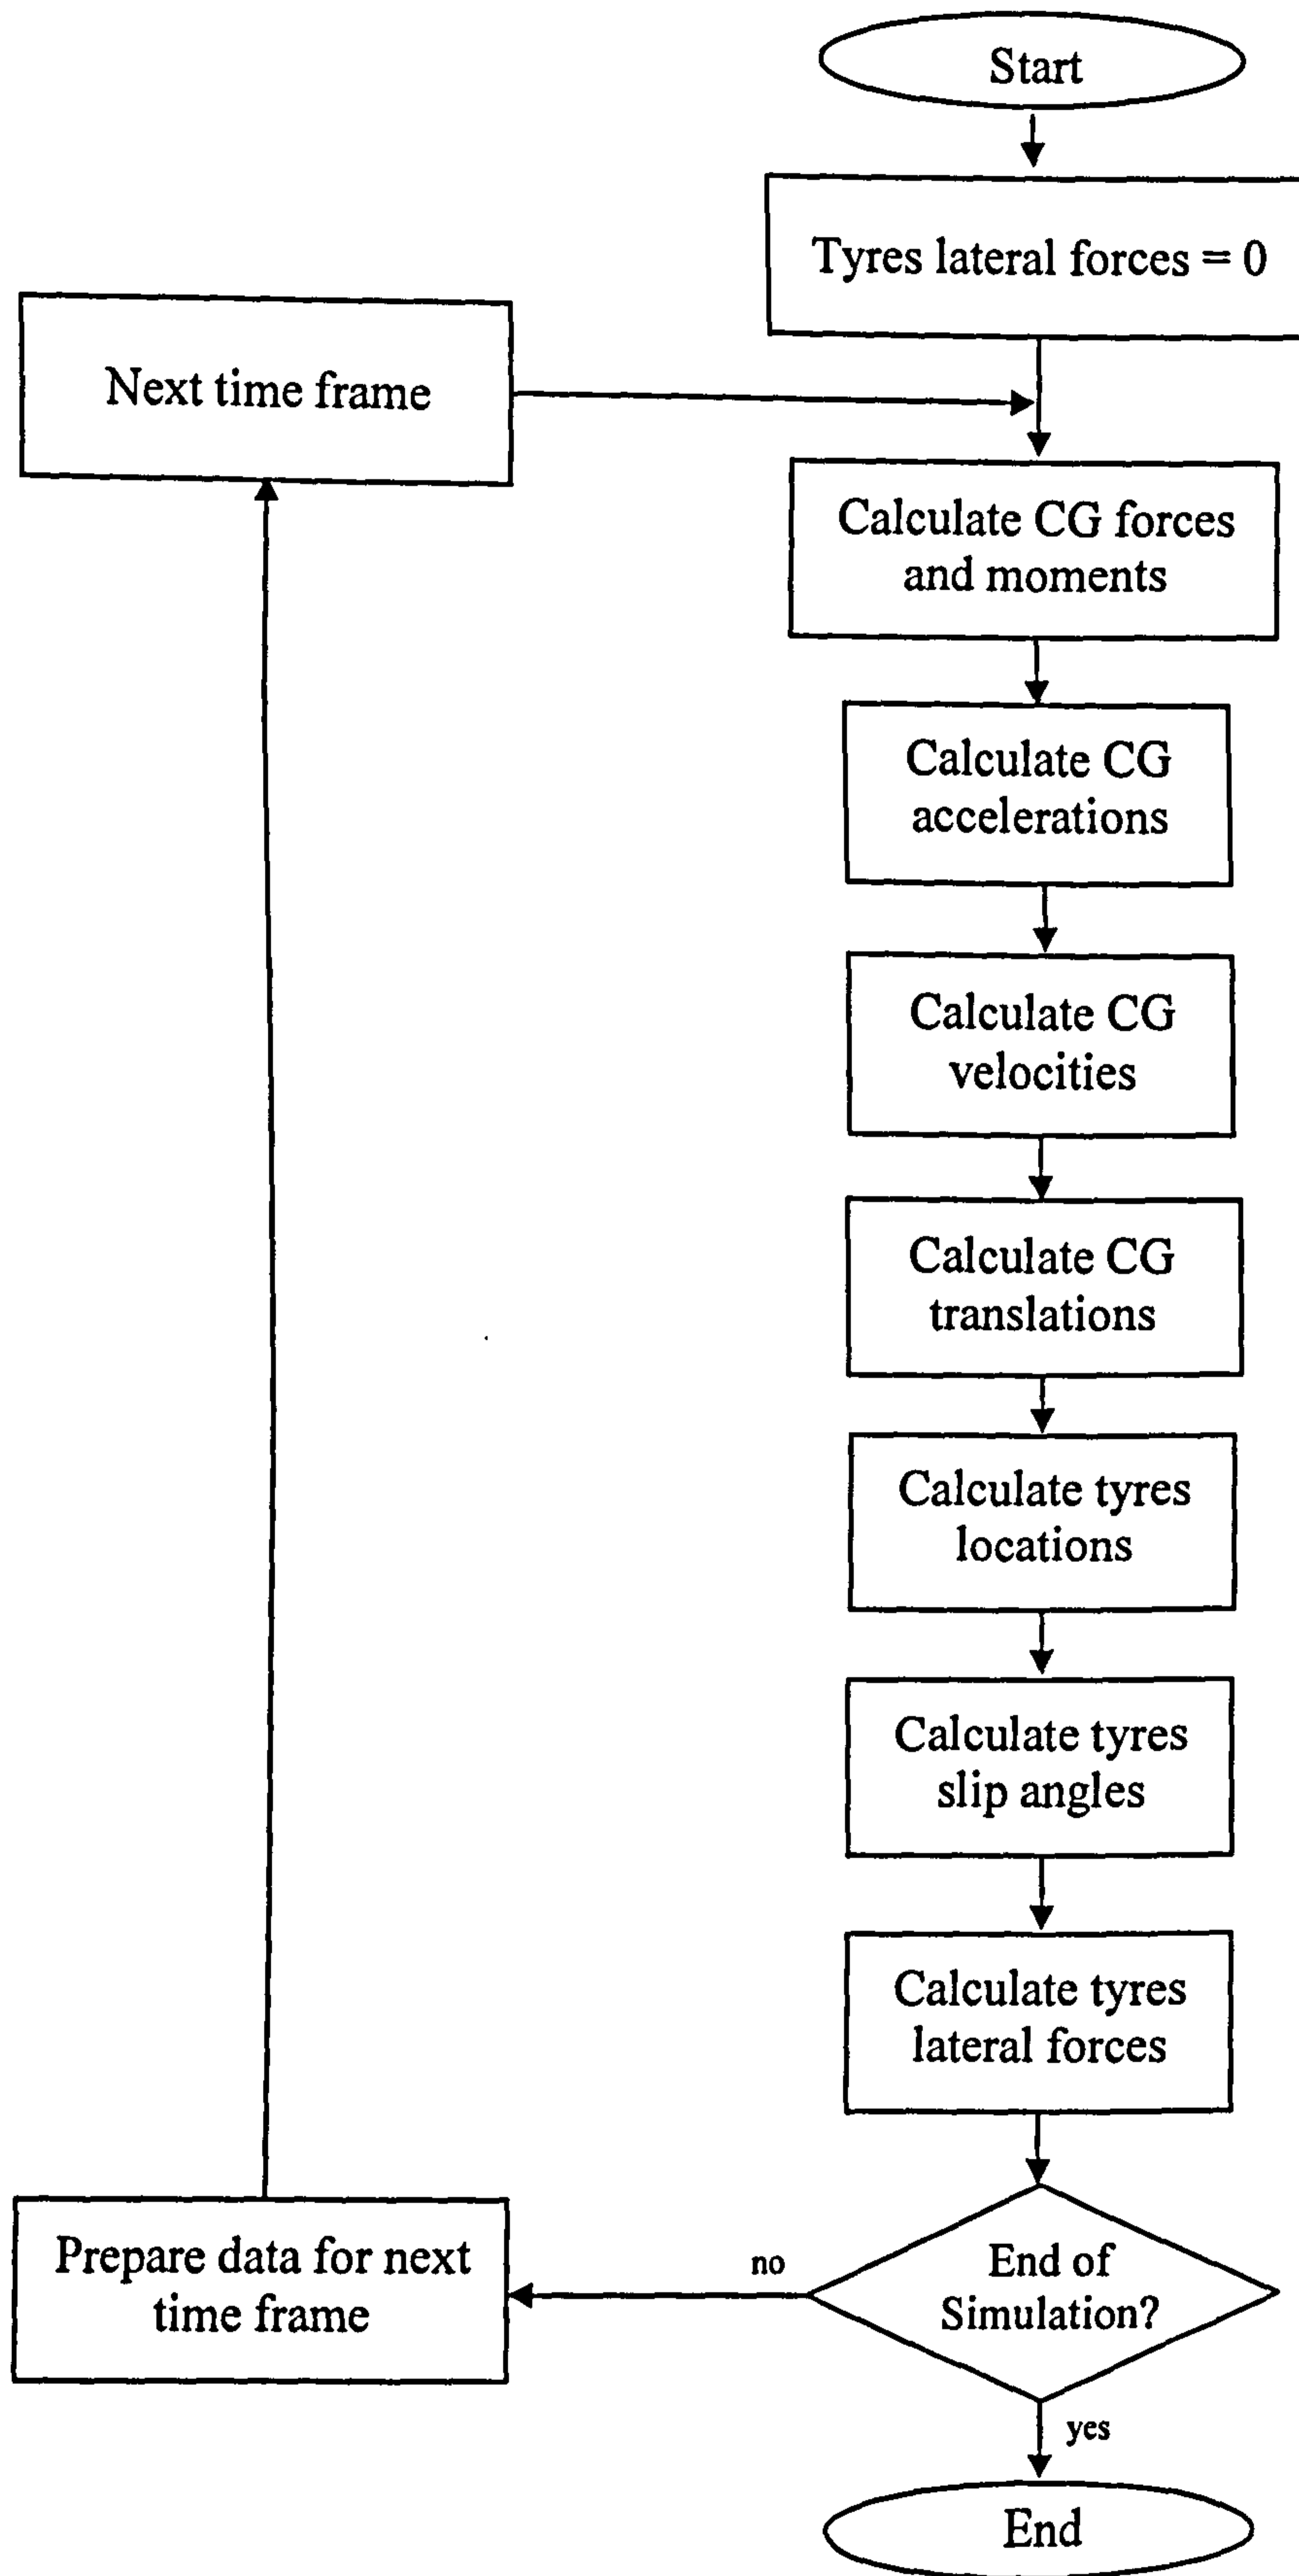 Start
Tyres lateral forces = 0
Next time frame
Calculate CG forces
and moments
Calculate CG
accelerations
Calculate CG
velocities
Calculate CG
translations
Calculate tyres
locations
Calculate tyres
slip angles
Calculate tyres
lateral forces
End of
Simulation?
no
Prepare data for next
time frame
yes
End